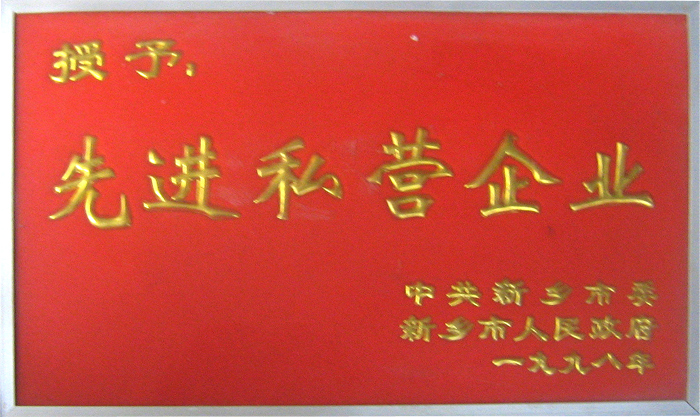 授予:
先进私营企业
中共新乡市委
新乡市人民政府
一九九八年